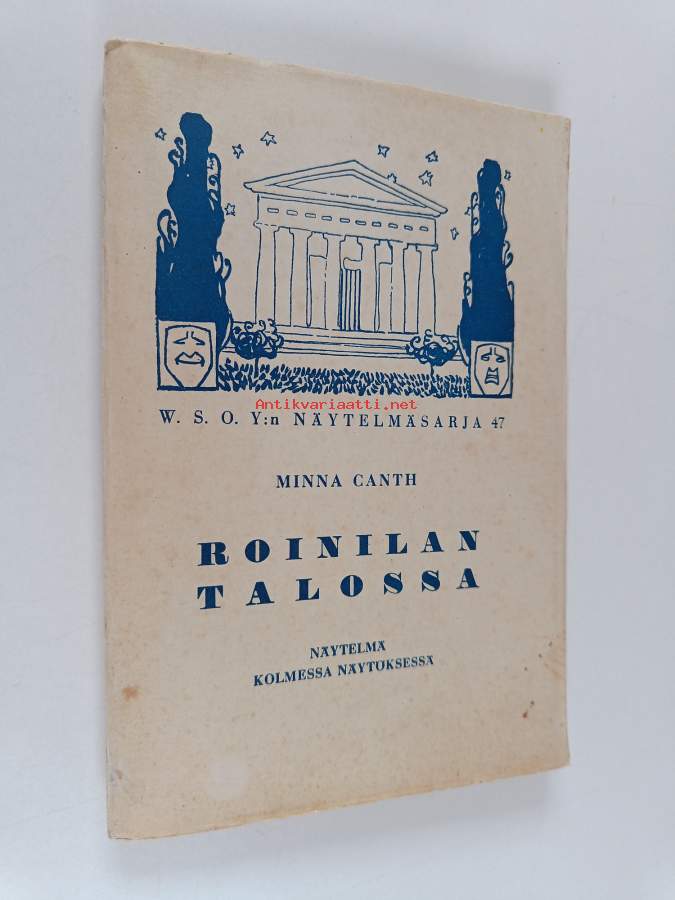 Antikvariaatti.net
W. S. O. Y:n NÄYTELMÄSARJA 47
MINNA CANTH
ROINILAN
TALOSSA
NÄYTELMÄ
KOLMESSA NÄYTÖKSESSÄ